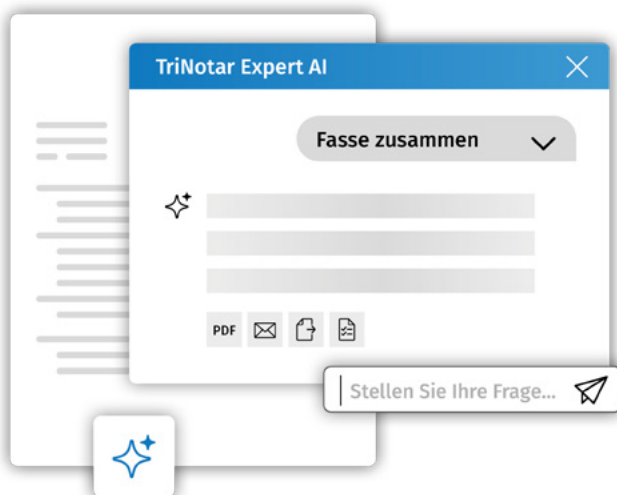 TriNotar Expert AI
Fasse zusammen
PDF
Stellen Sie Ihre Frage...